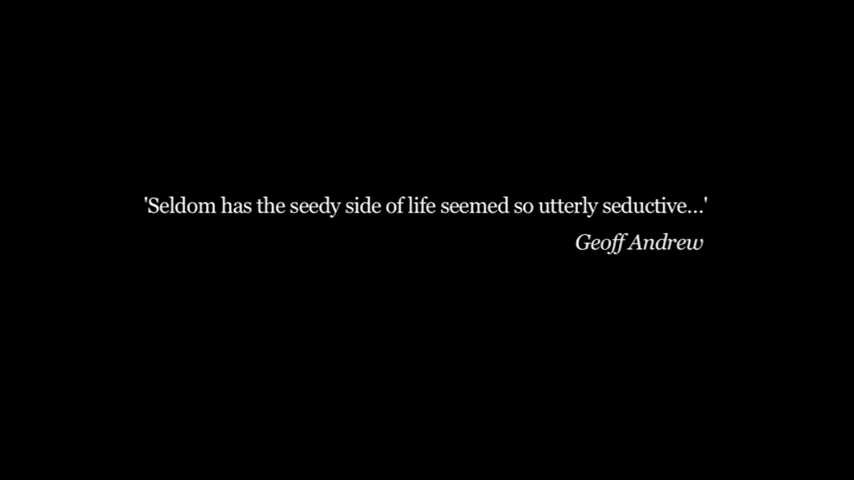 'Seldom has the seedy side of life seemed so utterly seductive...'
Geoff Andrew